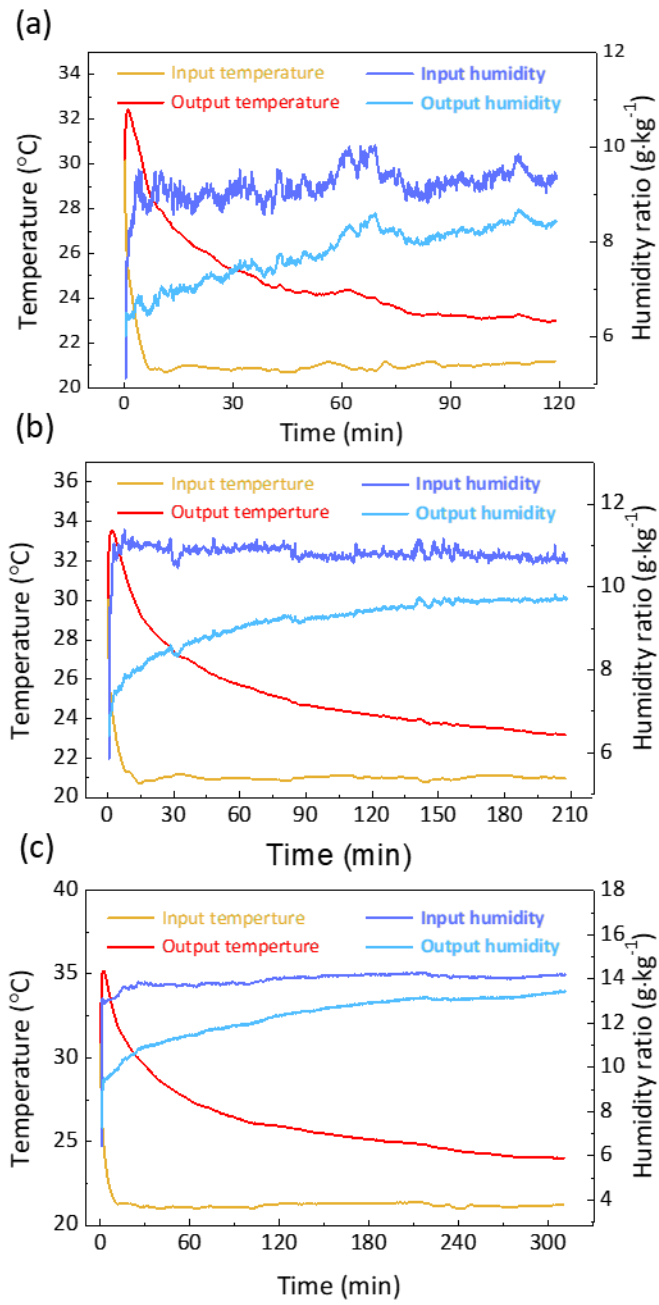 (a)
Input temperature
Input humidity
Output temperature
Output humidity
Temperature (°C)
34
32
30
28
26
24
22
20
12
10
8
6
Humidity ratio (g·kg⁻¹)
0 30 60 90 120
Time (min)
(b)
Input temperture
Input humidity
Output temperture
Output humidity
Temperature (°C)
36
34
32
30
28
26
24
22
20
12
10
8
6
Humidity ratio (g·kg⁻¹)
0 30 60 90 120 150 180 210
Time (min)
(c)
Input temperture
Input humidity
Output temperture
Output humidity
Temperature (°C)
40
35
30
25
20
18
16
14
12
10
8
6
4
Humidity ratio (g·kg⁻¹)
0 60 120 180 240 300
Time (min)